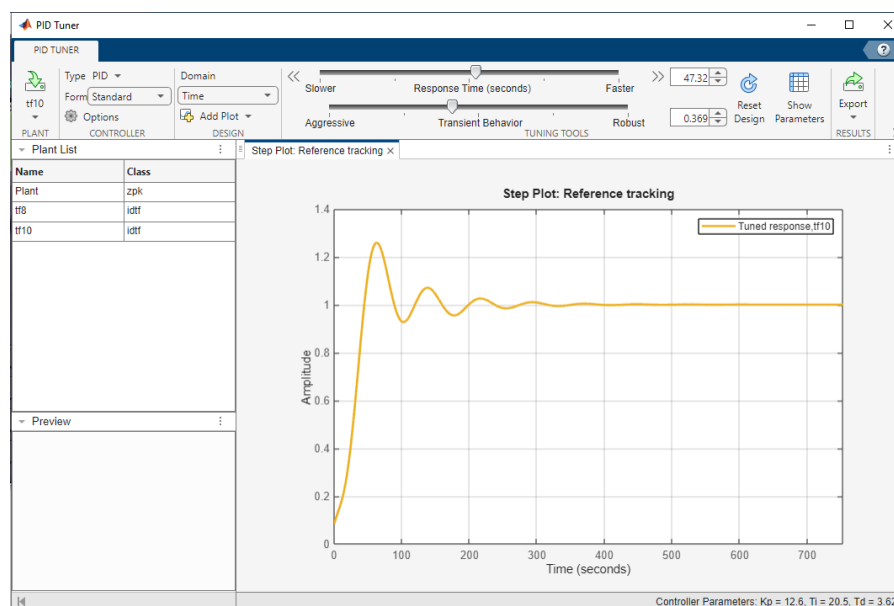 PID Tuner
PID TUNER
?
tf10
PLANT
Type PID
Form Standard
Options
CONTROLLER
Domain
Time
Add Plot
DESIGN
Slower Response Time (seconds) Faster
47.32
Aggressive Transient Behavior Robust
0.369
TUNING TOOLS
Reset Design
Show Parameters
Export
RESULTS
Plant List
Name Class
Plant zpk
tf8 idtf
tf10 idtf
Preview
Step Plot: Reference tracking ×
Step Plot: Reference tracking
Tuned response,tf10
1.4
1.2
1
0.8
0.6
0.4
0.2
0
Amplitude
0 100 200 300 400 500 600 700
Time (seconds)
Controller Parameters: Kp = 12.6, Ti = 20.5, Td = 3.62